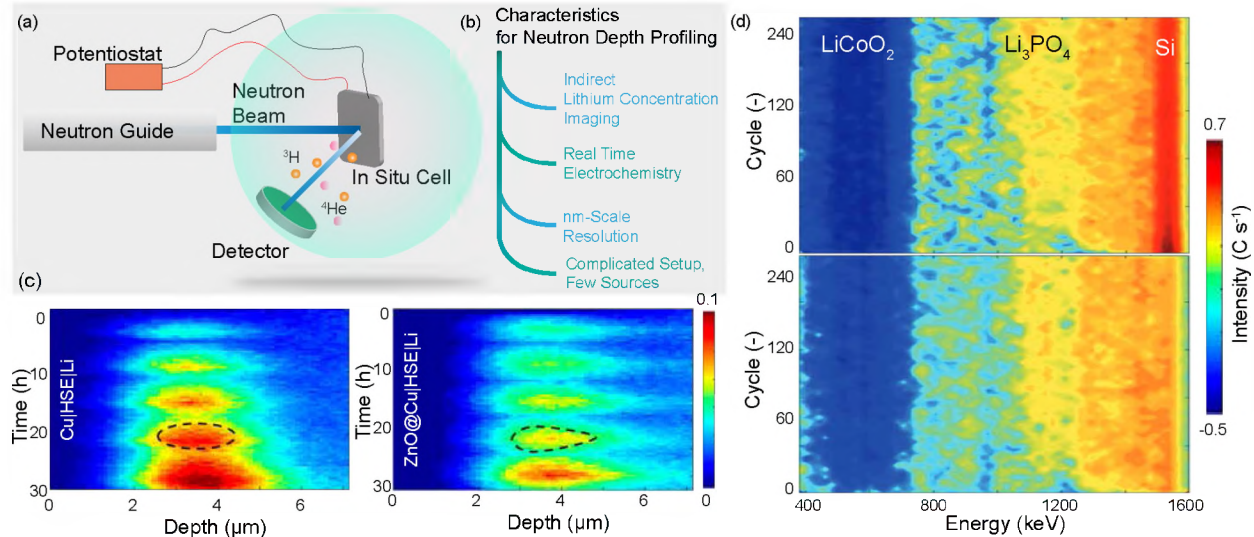 (a)
Potentiostat
Neutron Guide
Neutron
Beam
³H
⁴He
In Situ Cell
Detector
(b)
Characteristics
for Neutron Depth Profiling
Indirect
Lithium Concentration
Imaging
Real Time
Electrochemistry
nm-Scale
Resolution
Complicated Setup,
Few Sources
(c)
Time (h)
0
10
20
30
Cu|HSE|Li
0
2
4
6
Depth (µm)
Time (h)
0
10
20
30
ZnO@Cu|HSE|Li
0
2
4
6
Depth (µm)
0.1
0
(d)
LiCoO₂
Li₃PO₄
Si
Cycle (-)
240
120
60
0
Cycle (-)
240
120
60
0
400
800
1200
1600
Energy (keV)
0.7
Intensity (C s⁻¹)
-0.5